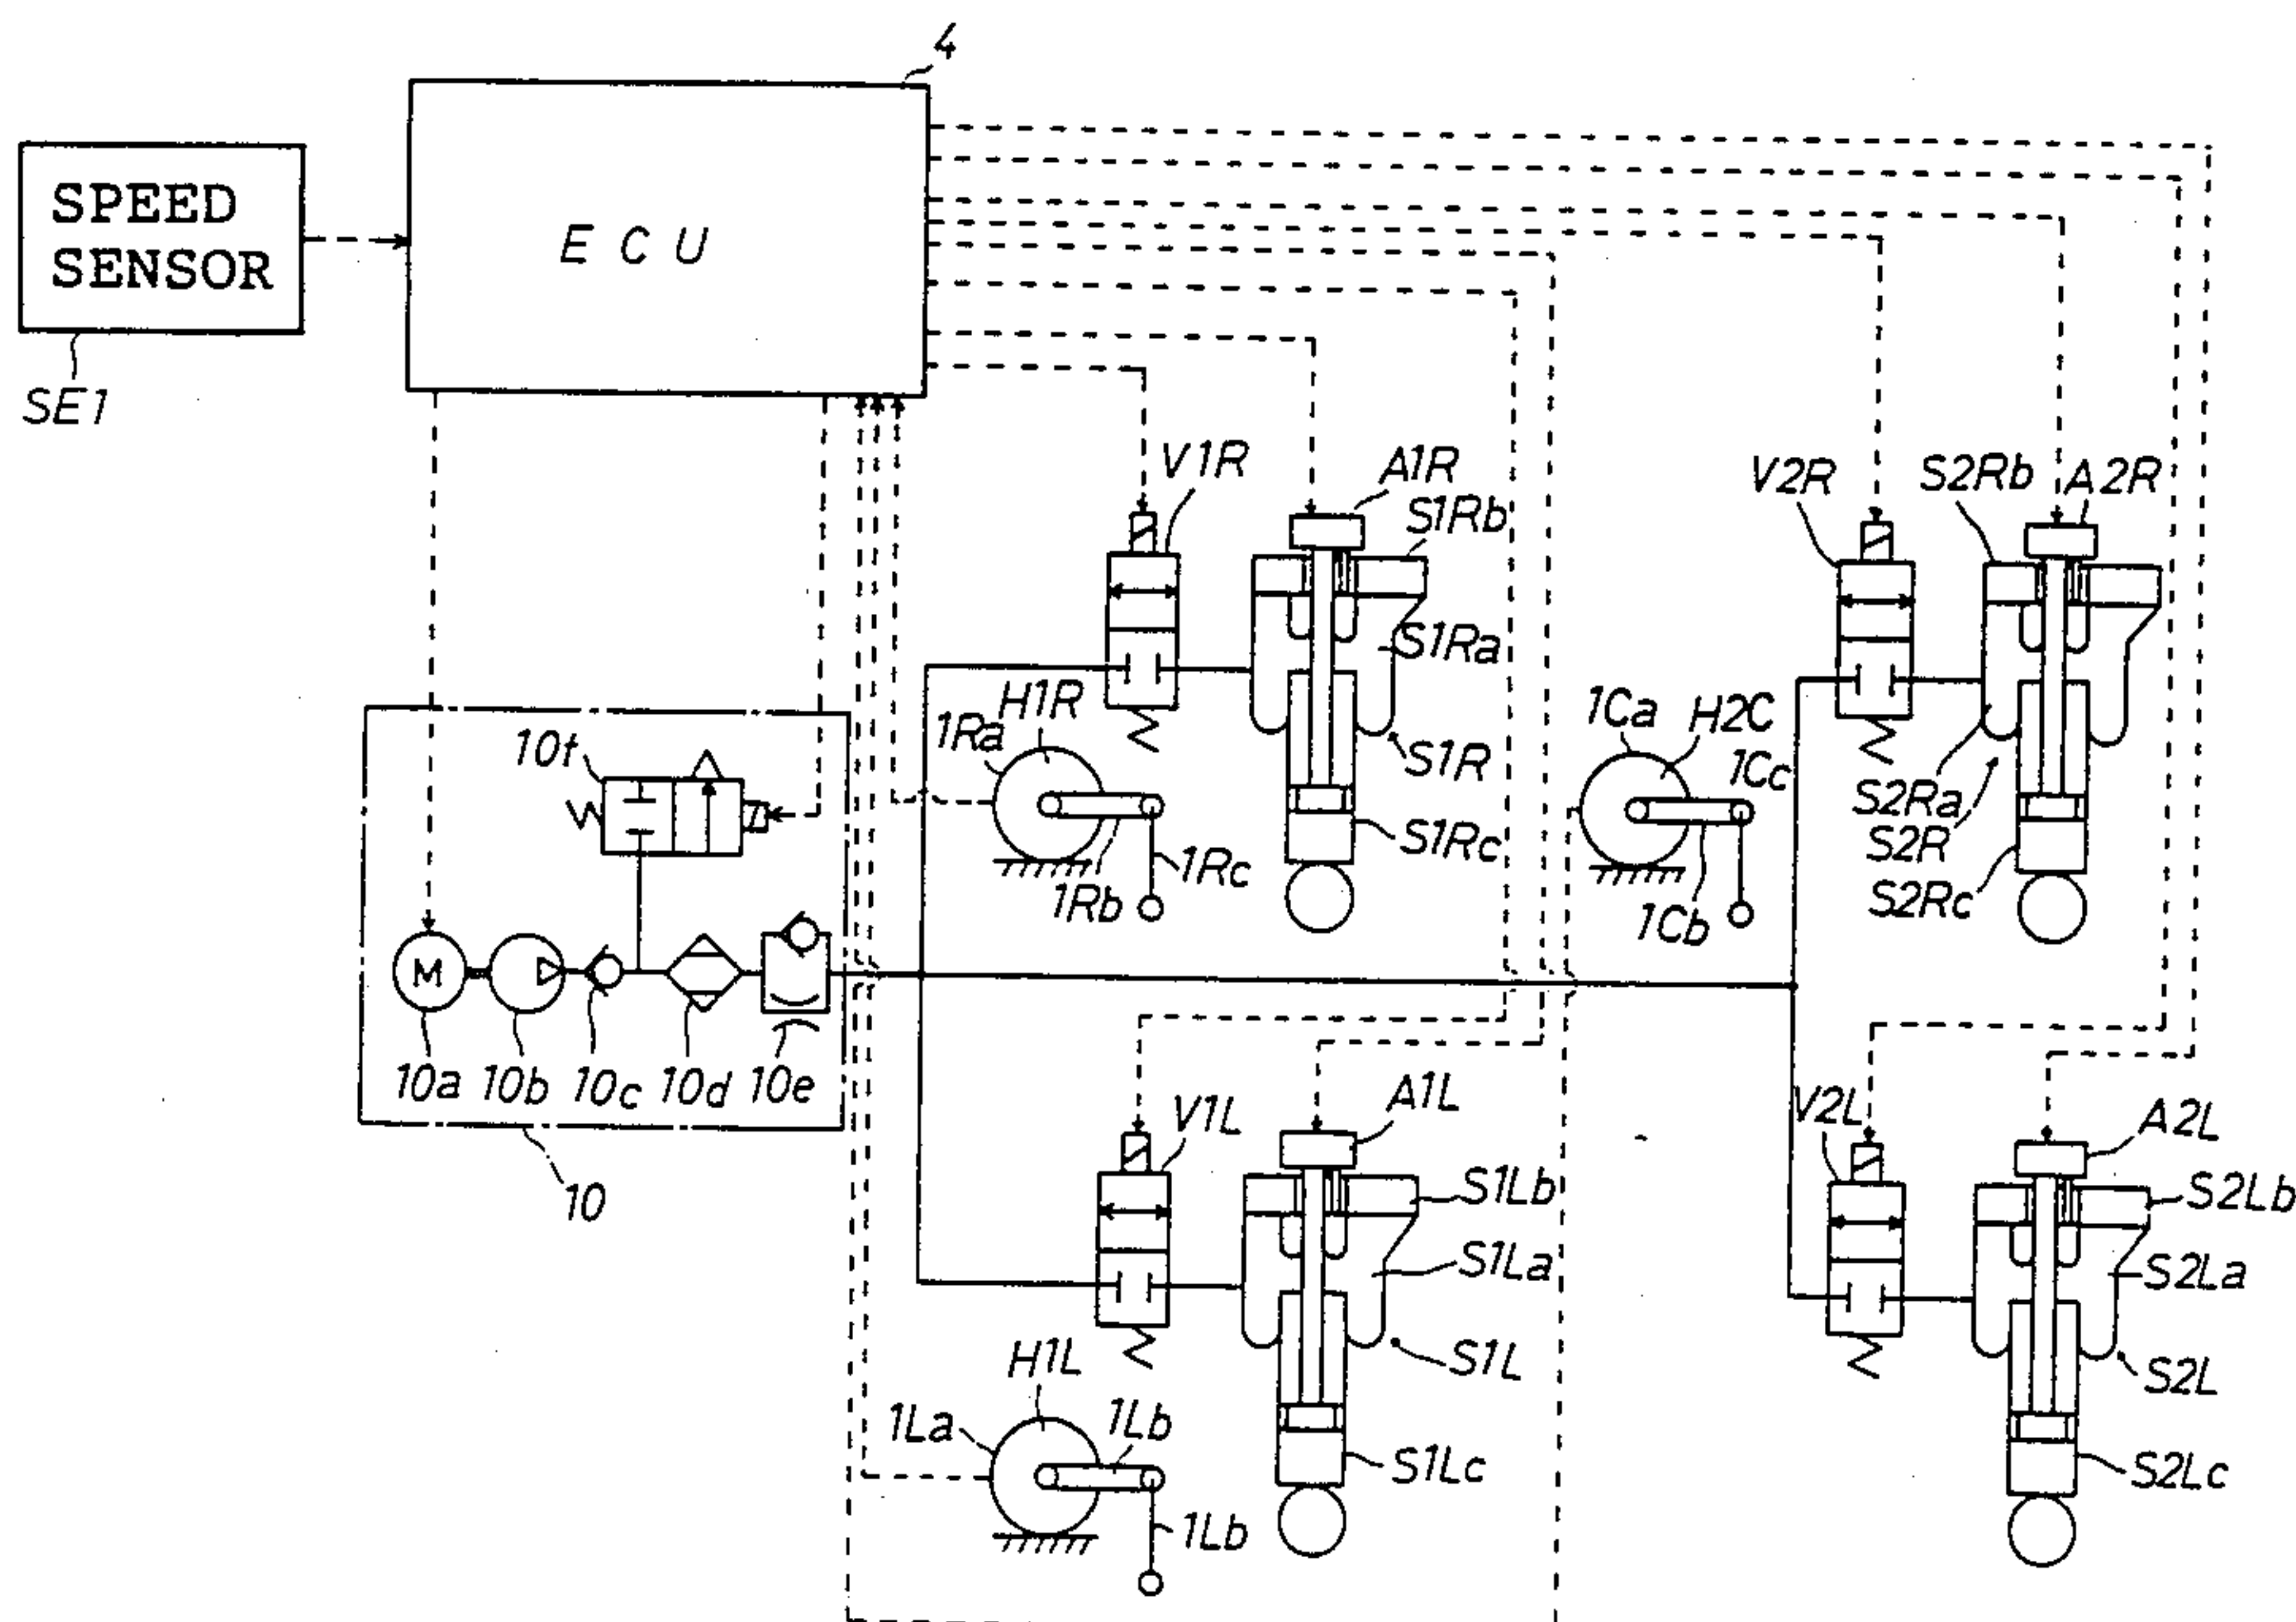 4
SPEED
SENSOR
E C U
SE1
V1R
A1R
S1Rb
S1Ra
S1R
S1Rc
H1R
1Ra
1Rb
1Rc
V2R
S2Rb
A2R
1Ca
H2C
1Cc
1Cb
S2Ra
S2R
S2Rc
10f
M
10a
10b
10c
10d
10e
10
V1L
A1L
S1Lb
S1La
S1L
S1Lc
H1L
1La
1Lb
1Lb
V2L
A2L
S2Lb
S2La
S2L
S2Lc